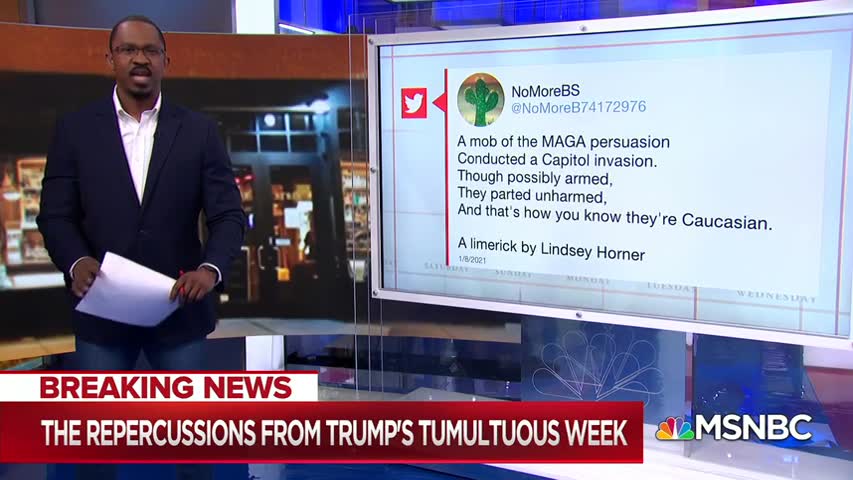 NoMoreBS
@NoMoreB74172976
A mob of the MAGA persuasion
Conducted a Capitol invasion.
Though possibly armed,
They parted unharmed,
And that's how you know they're Caucasian.
A limerick by Lindsey Horner
1/8/2021
SATURDAY
SUNDAY
MONDAY
TUESDAY
WEDNESDAY
BREAKING NEWS
THE REPERCUSSIONS FROM TRUMP'S TUMULTUOUS WEEK
MSNBC